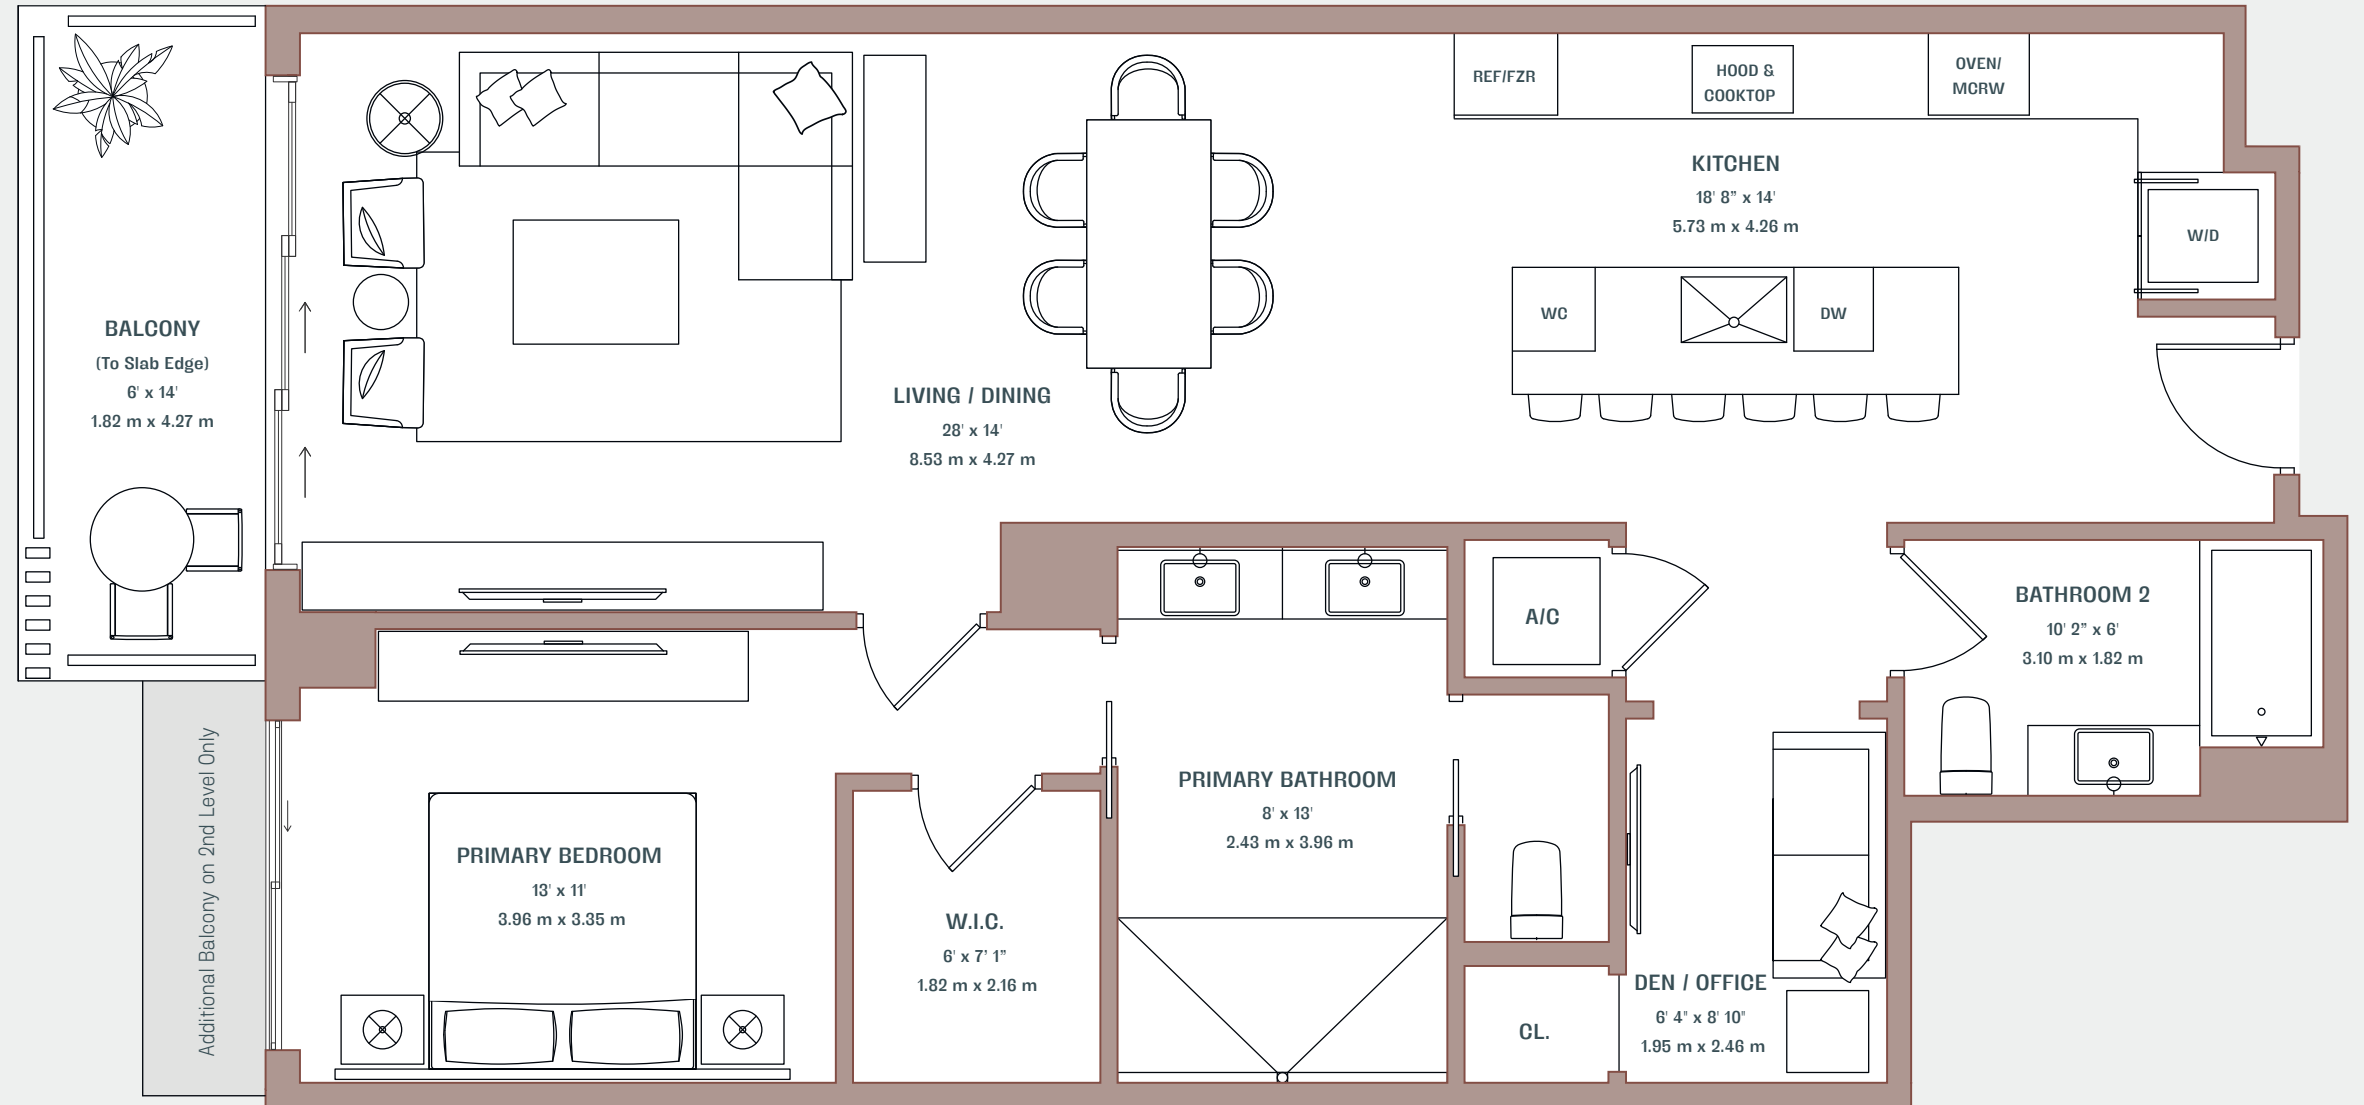 REF/FZR
HOOD &
COOKTOP
OVEN/
MCRW
KITCHEN
18' 8” x 14'
5.73 m x 4.26 m
W/D
WC
DW
BALCONY
(To Slab Edge)
6' x 14'
1.82 m x 4.27 m
LIVING / DINING
28' x 14'
8.53 m x 4.27 m
A/C
BATHROOM 2
10' 2” x 6'
3.10 m x 1.82 m
Additional Balcony on 2nd Level Only
PRIMARY BEDROOM
13' x 11'
3.96 m x 3.35 m
W.I.C.
6' x 7’ 1”
1.82 m x 2.16 m
PRIMARY BATHROOM
8' x 13'
2.43 m x 3.96 m
CL.
DEN / OFFICE
6' 4" x 8' 10"
1.95 m x 2.46 m